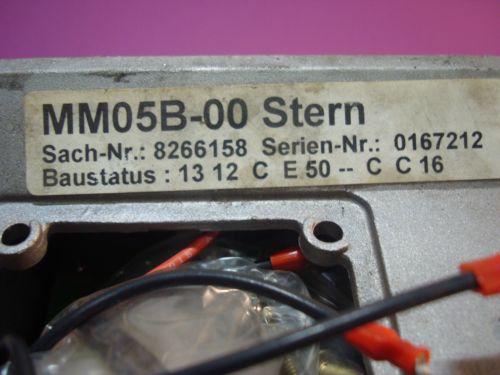 MM05B-00 Stern
Sach-Nr.: 8266158 Serien-Nr.: 0167212
Baustatus : 13 12 C E 50 -- C C 16